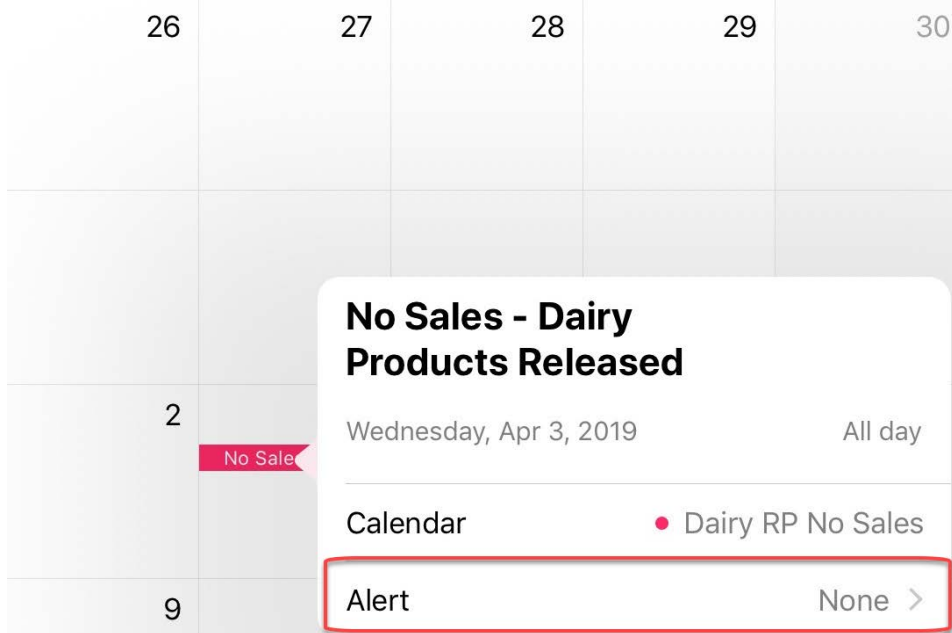 26 27 28 29 30
No Sales - Dairy
Products Released
2
Wednesday, Apr 3, 2019 All day
No Sale
Calendar Dairy RP No Sales
9
Alert None